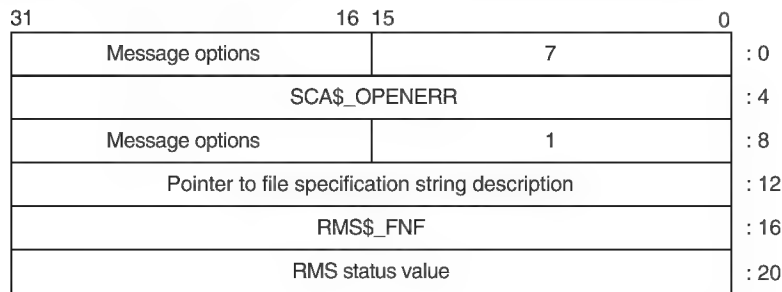 31 16 15 0
Message options 7 : 0
SCA$_OPENERR : 4
Message options 1 : 8
Pointer to file specification string description : 12
RMS$_FNF : 16
RMS status value : 20